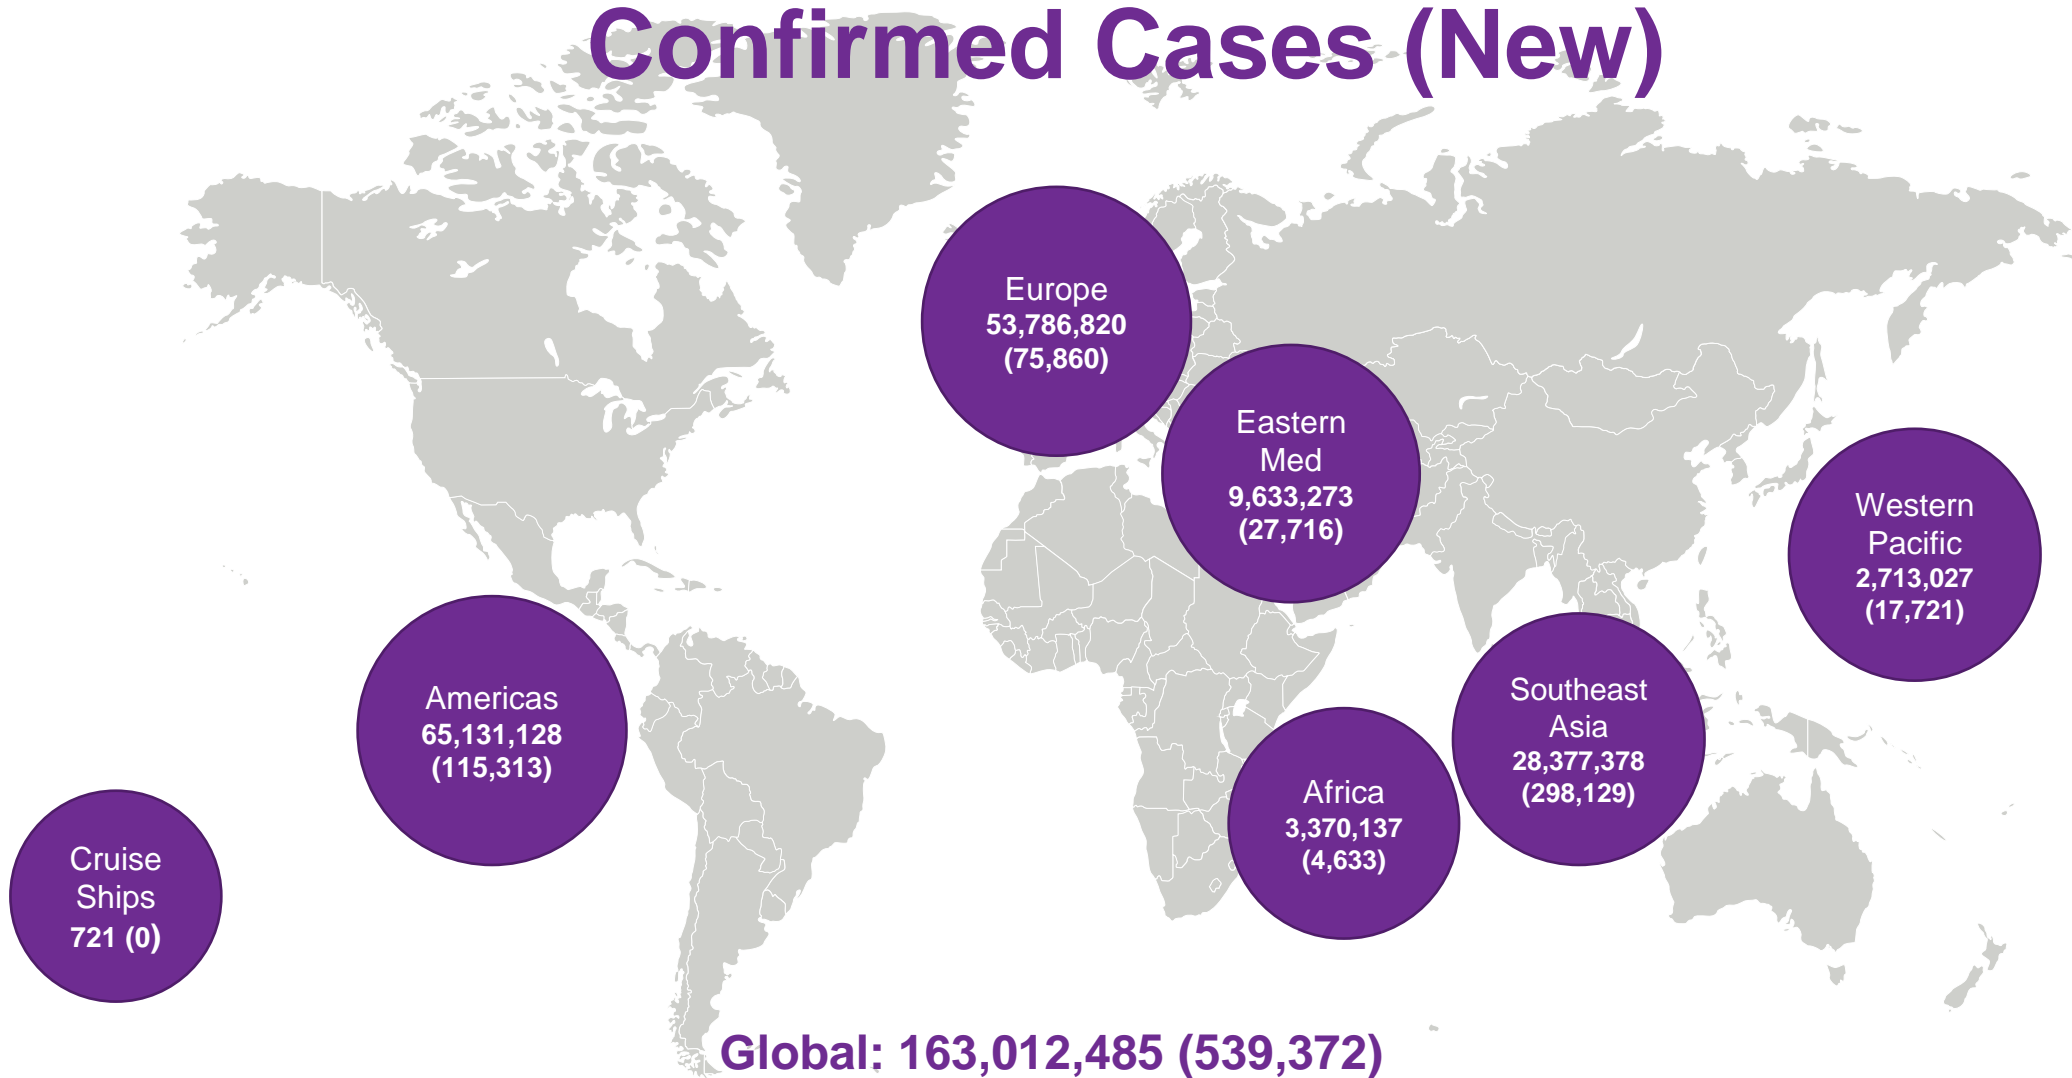 Confirmed Cases (New)
Europe
53,786,820
(75,860)
Eastern
Med
9,633,273
(27,716)
Western
Pacific
2,713,027
(17,721)
Americas
65,131,128
(115,313)
Southeast
Asia
28,377,378
(298,129)
Africa
3,370,137
(4,633)
Cruise
Ships
721 (0)
Global: 163,012,485 (539,372)